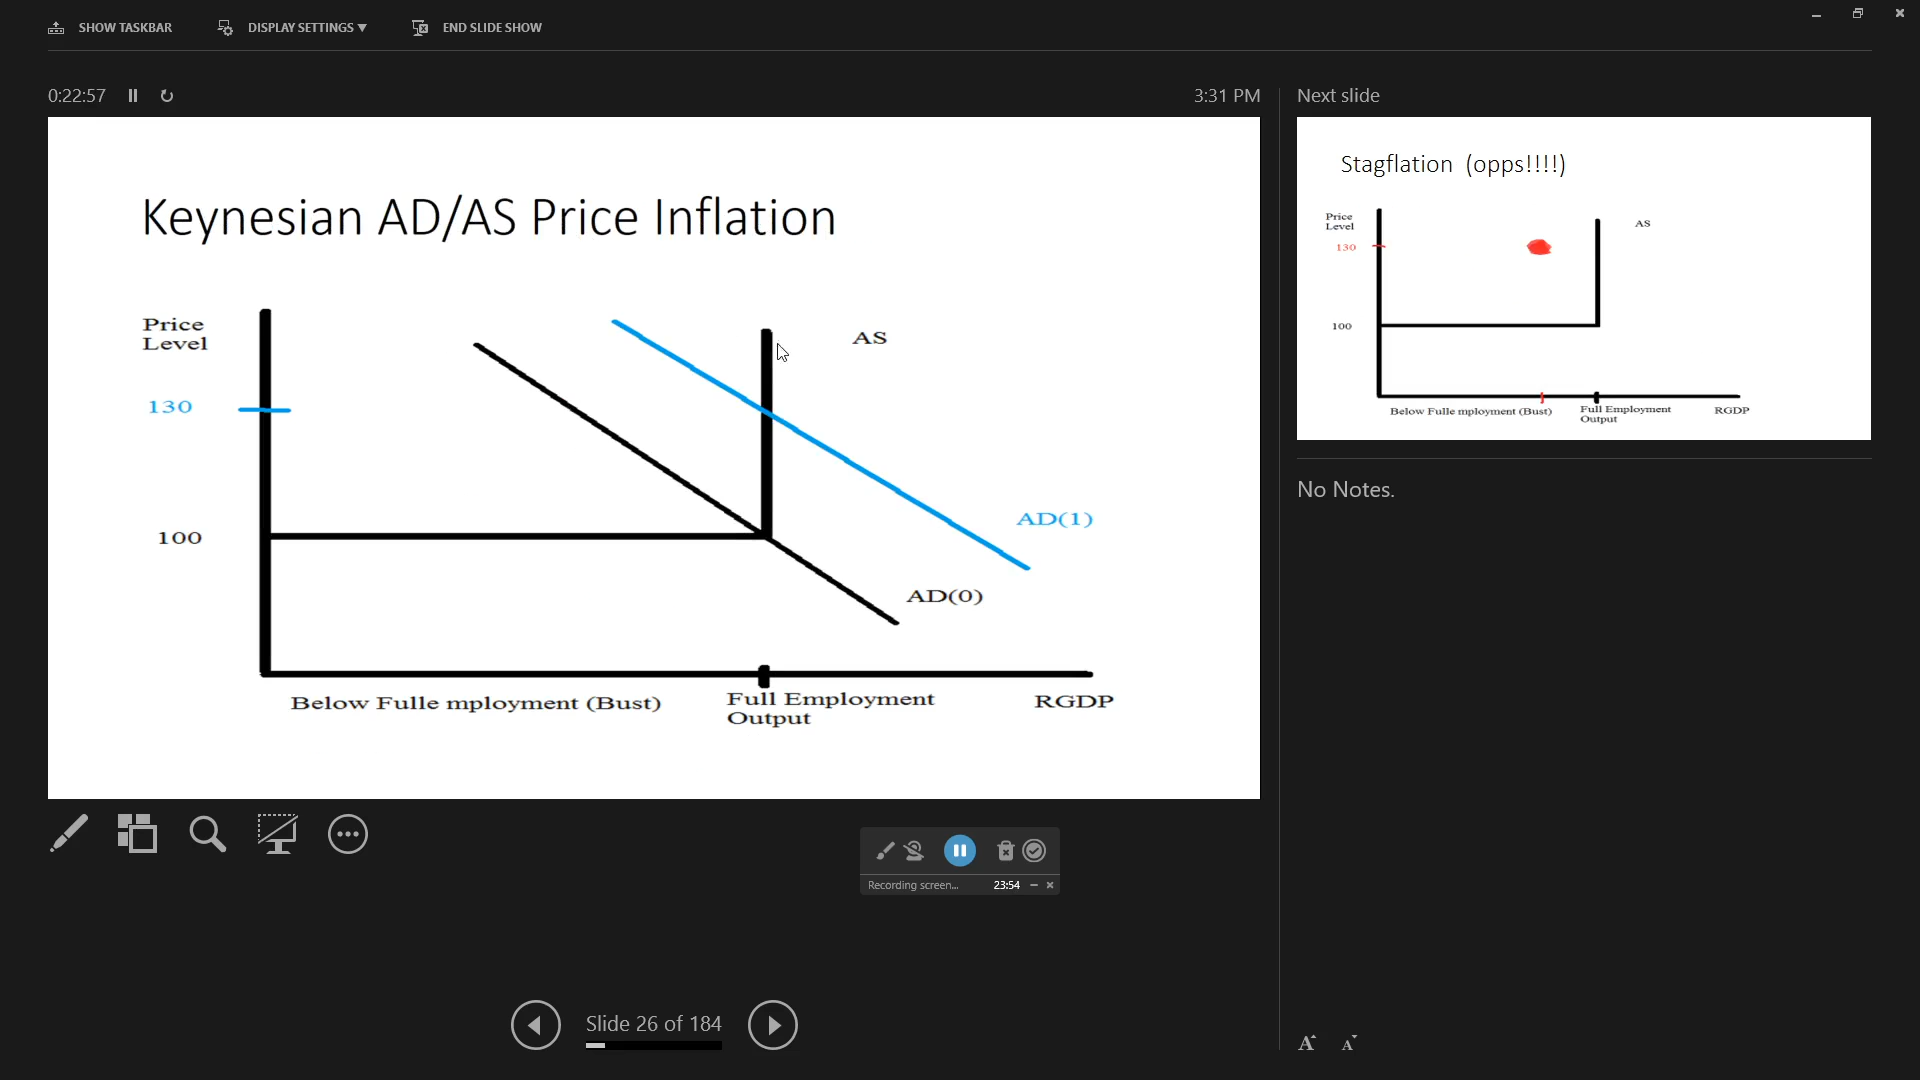 SHOW TASKBAR
DISPLAY SETTINGS ▼
END SLIDE SHOW
0:22:57
3:31 PM
Next slide
Keynesian AD/AS Price Inflation
Price
Level
AS
130
100
AD(1)
AD(0)
Below Fulle mployment (Bust)
Full Employment
Output
RGDP
Stagflation (opps!!!!)
Price
Level
AS
130
100
Below Fulle mployment (Bust)
Full Employment
Output
RGDP
No Notes.
Recording screen...
23:54
Slide 26 of 184
A
A